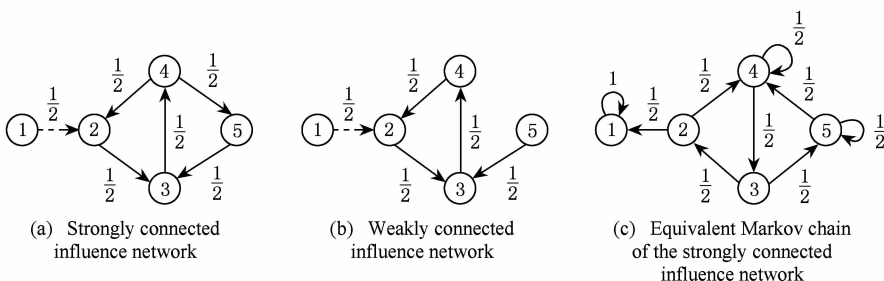 1/2 1/2 1/2 1/2 1/2 1/2
1 2 3 4 5
(a) Strongly connected
influence network
1/2 1/2 1/2 1/2 1/2
1 2 3 4 5
(b) Weakly connected
influence network
1 1/2 1/2 1/2 1/2 1/2 1/2 1/2 1/2
1 2 3 4 5
(c) Equivalent Markov chain
of the strongly connected
influence network